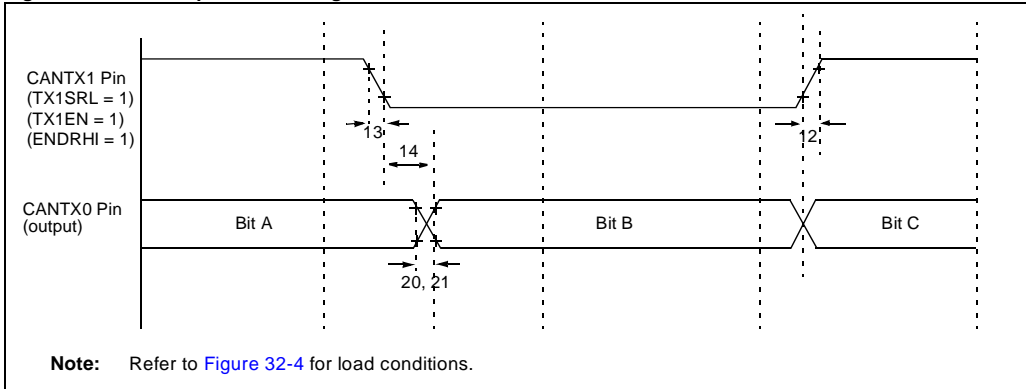 CANTX1 Pin
(TX1SRL = 1)
(TX1EN = 1)
(ENDRHI = 1)
13
12
14
CANTX0 Pin
(output)
Bit A
Bit B
Bit C
20, 21
Note: Refer to Figure 32-4 for load conditions.